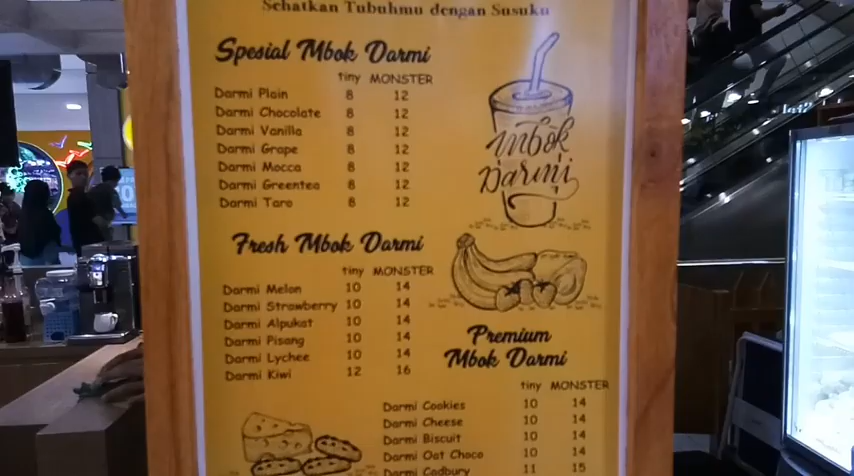 Sehatkan Tubuhmu dengan Susuku
Spesial Mbok Darmi
tiny MONSTER
Darmi Plain 8 12
Darmi Chocolate 8 12
Darmi Vanilla 8 12
Darmi Grape 8 12
Darmi Mocca 8 12
Darmi Greentea 8 12
Darmi Taro 8 12
mbok
Darmi
Fresh Mbok Darmi
tiny MONSTER
Darmi Melon 10 14
Darmi Strawberry 10 14
Darmi Alpukat 10 14
Darmi Pisang 10 14
Darmi Lychee 10 14
Darmi Kiwi 12 16
Premium
Mbok Darmi
tiny MONSTER
Darmi Cookies 10 14
Darmi Cheese 10 14
Darmi Biscuit 10 14
Darmi Oat Choco 10 14
Darmi Cadbury 11 15